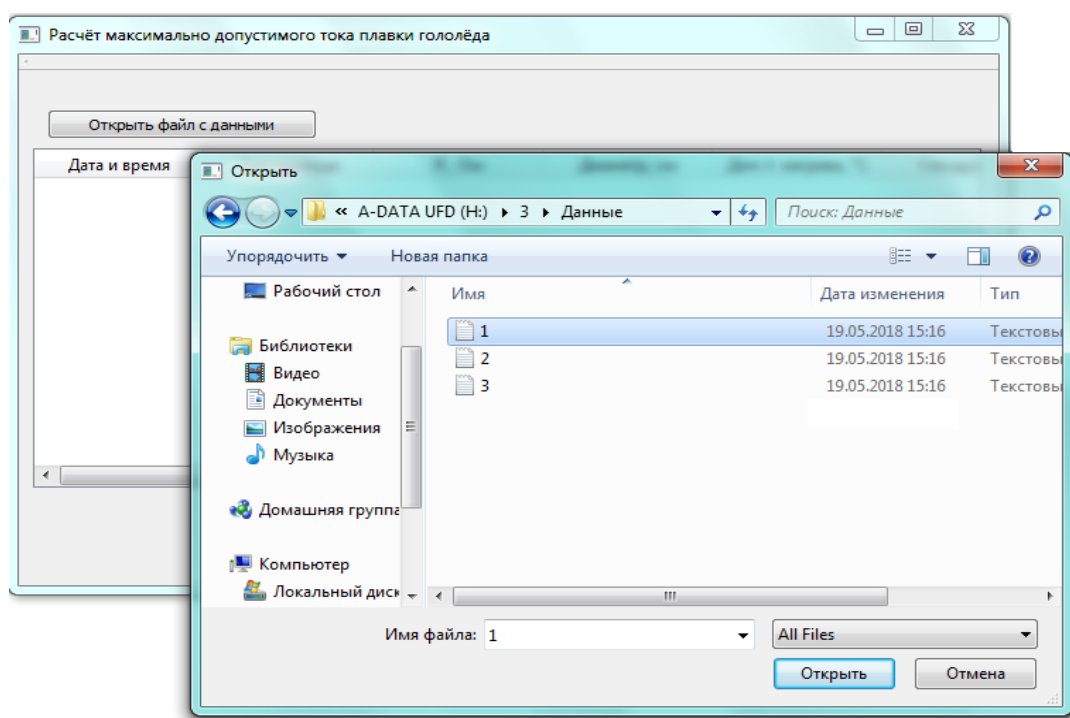 Расчёт максимально допустимого тока плавки гололёда
Открыть файл с данными
Дата и время
Открыть
« A-DATA UFD (H:) ▸ 3 ▸ Данные
Поиск: Данные
Упорядочить ▾ Новая папка
Рабочий стол
Библиотеки
Видео
Документы
Изображения
Музыка
Домашняя группа
Компьютер
Локальный диск
Имя Дата изменения Тип
1 19.05.2018 15:16 Текстовы
2 19.05.2018 15:16 Текстовы
3 19.05.2018 15:16 Текстовы
Имя файла: 1 All Files
Открыть Отмена